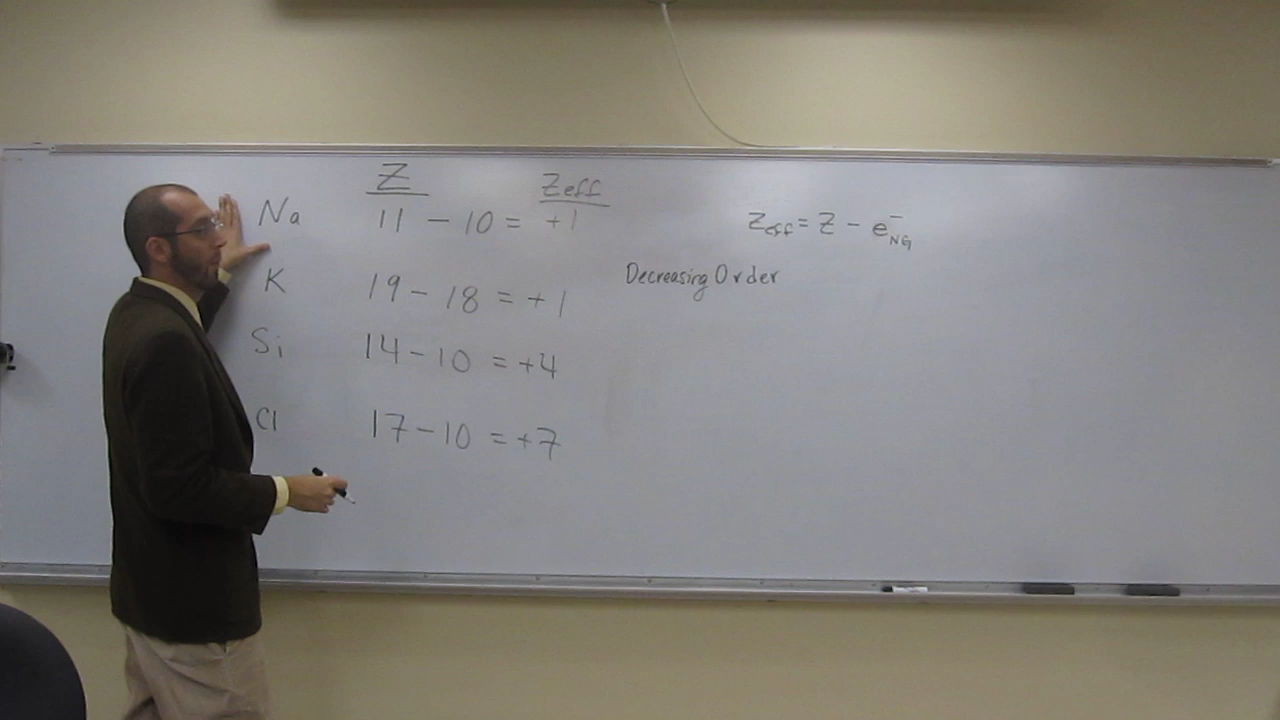 Z Zeff
Na 11 - 10 = +1
Zeff = Z - e⁻NG
K 19 - 18 = +1
Decreasing Order
Si 14 - 10 = +4
Cl 17 - 10 = +7